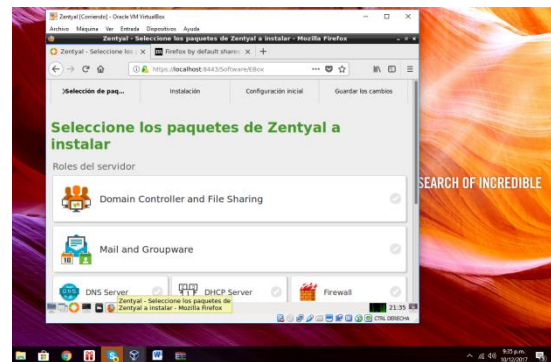 Zentyal [Corriendo] - Oracle VM VirtualBox
Archivo Máquina Ver Entrada Dispositivos Ayuda
Zentyal - Seleccione los paquetes de Zentyal a instalar - Mozilla Firefox
Zentyal - Seleccione los
Firefox by default share
https://localhost:8443/Software/EBox
Selección de paq...
Instalación
Configuración inicial
Guardar los cambios
Seleccione los paquetes de Zentyal a
instalar
Roles del servidor
Domain Controller and File Sharing
Mail and Groupware
DNS Server
DHCP Server
Firewall
Zentyal - Seleccione los paquetes de
Zentyal a instalar - Mozilla Firefox
21:35
CTRL DERECHA
SEARCH OF INCREDIBLE
9:35 p.m.
10/12/2017